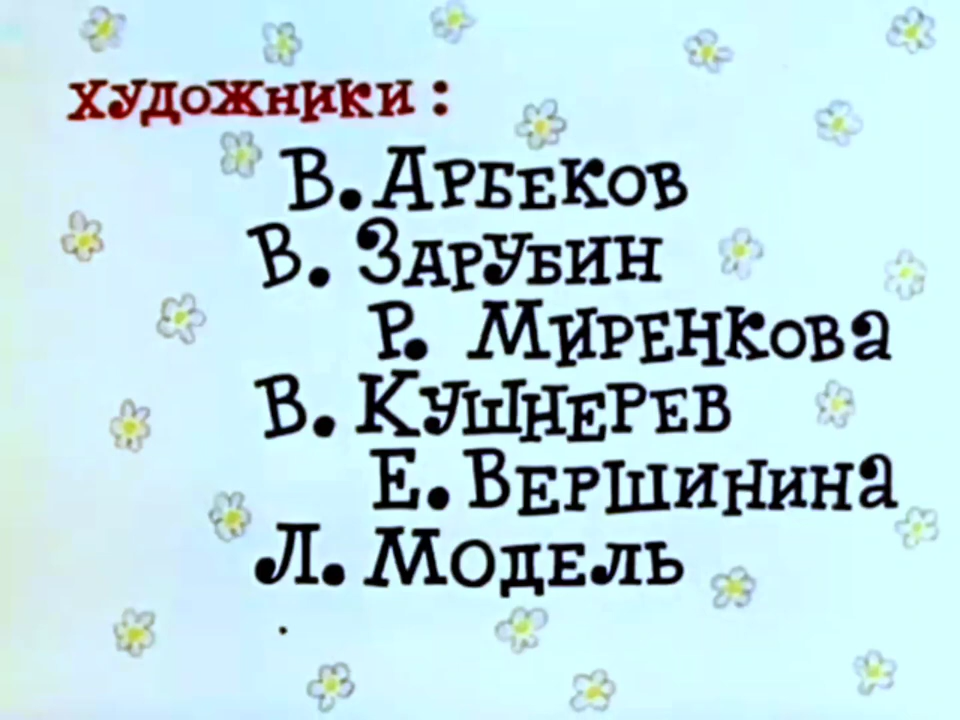 художники:
В. Арбеков
В. Зарубин
Р. Миренкова
В. Кушнерев
Е. Вершинина
Л. Модель